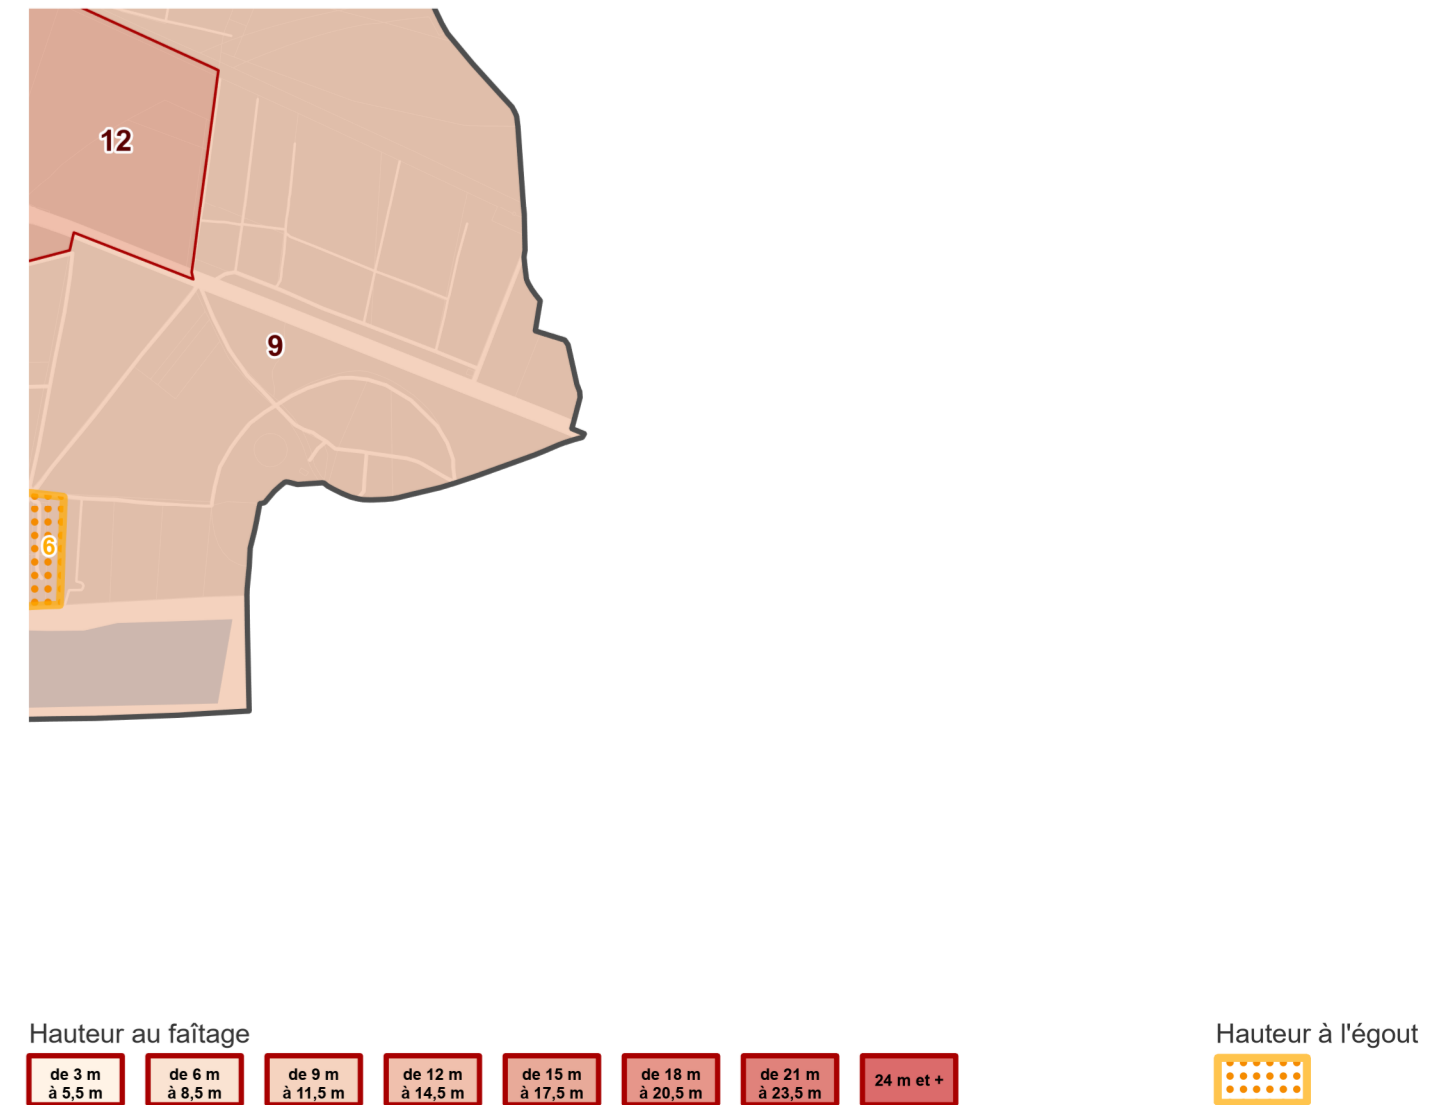 12
9
6
Hauteur au faîtage
Hauteur à l'égout
de 3 m
à 5,5 m
de 6 m
à 8,5 m
de 9 m
à 11,5 m
de 12 m
à 14,5 m
de 15 m
à 17,5 m
de 18 m
à 20,5 m
de 21 m
à 23,5 m
24 m et +